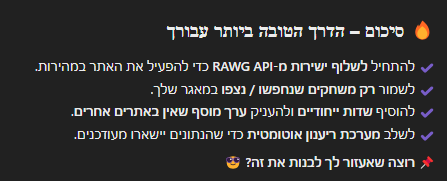 🔥 סיכום – הדרך הטובה ביותר עבורך
✔ להתחיל לשלוף ישירות מ-RAWG API כדי להפעיל את האתר במהירות.
✔ לשמור רק משחקים שנחפשו / נצפו במאגר שלך.
✔ להוסיף שדות ייחודיים ולהעניק ערך מוסף שאין באתרים אחרים.
✔ לשלב מערכת ריענון אוטומטית כדי שהנתונים יישארו מעודכנים.
📌 רוצה שאעזור לך לבנות את זה? 😎